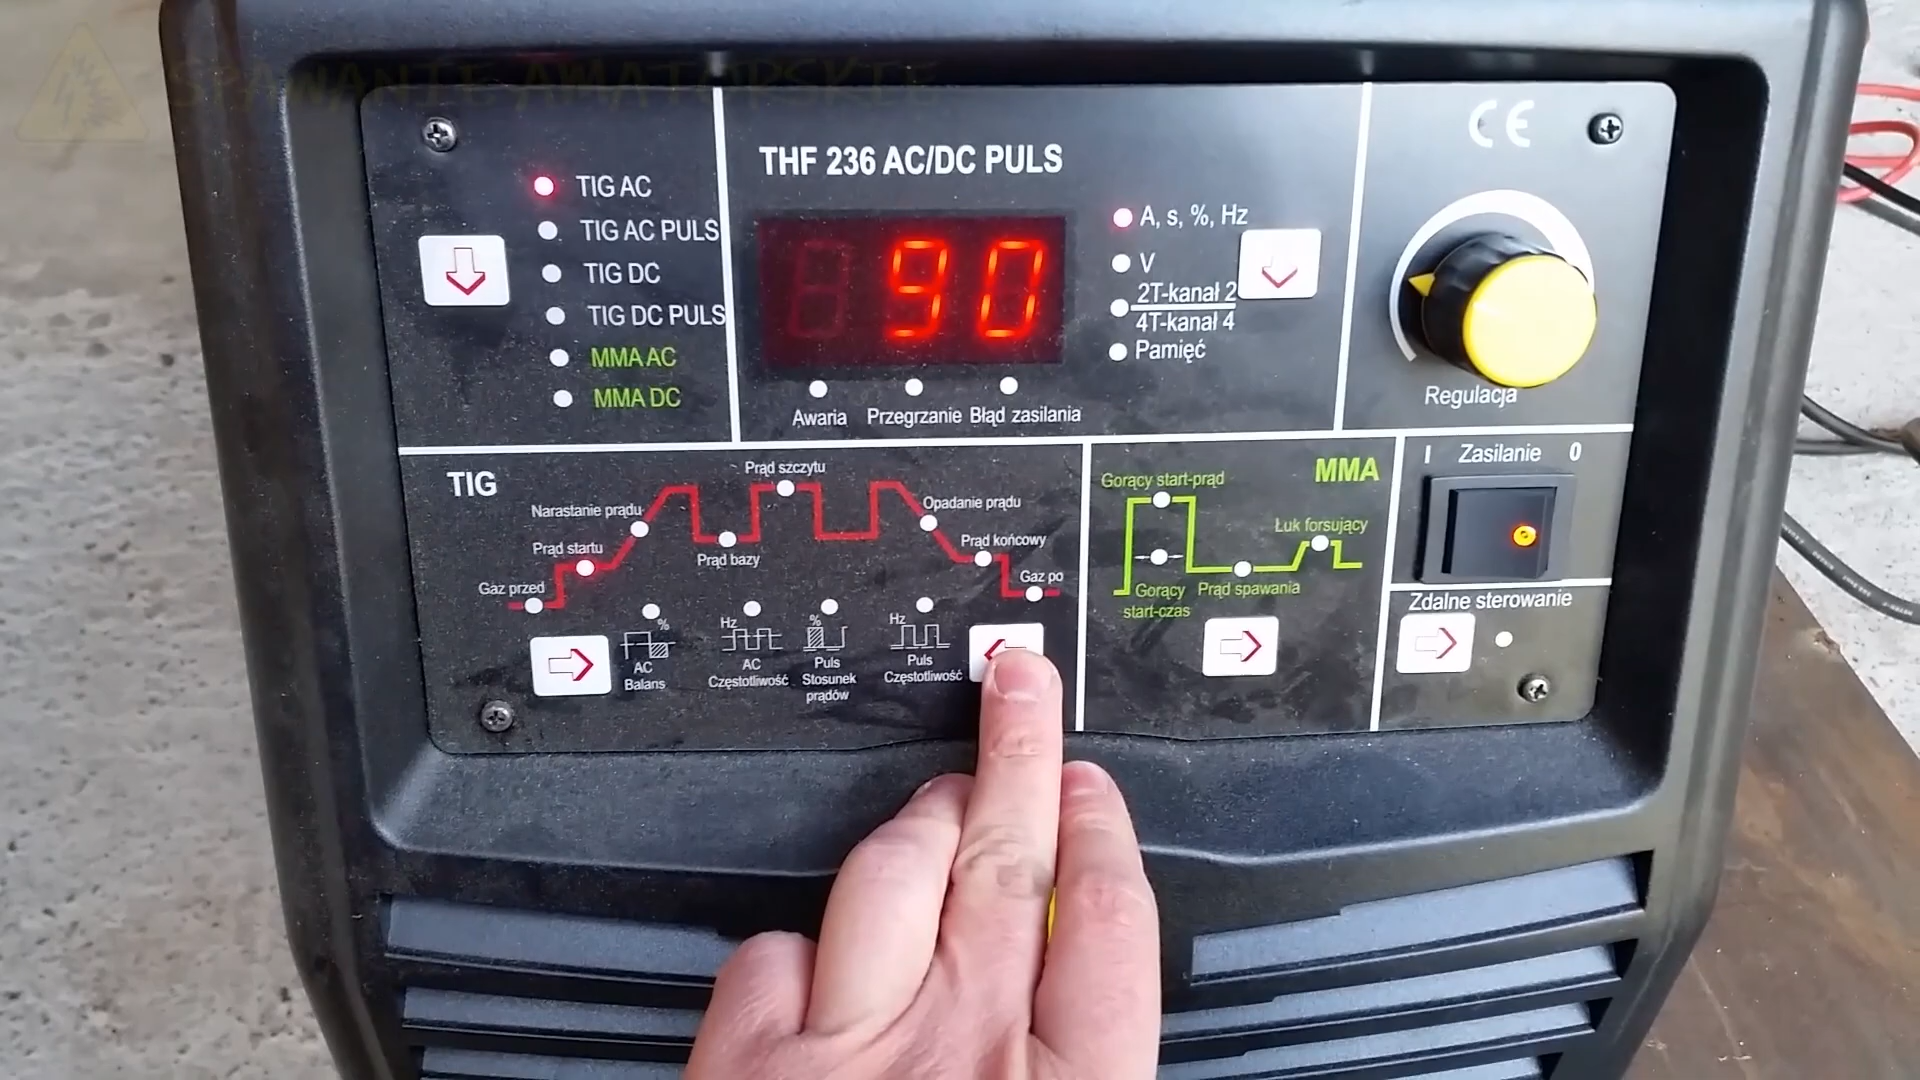 SPAWANIE AMATORSKIE
THF 236 AC/DC PULS
CE
TIG AC
TIG AC PULS
TIG DC
TIG DC PULS
MMA AC
MMA DC
90
A, s, %, Hz
V
2T-kanał 2
4T-kanał 4
Pamięć
Awaria
Przegrzanie
Błąd zasilania
Regulacja
TIG
Gaz przed
Prąd startu
Narastanie prądu
Prąd szczytu
Prąd bazy
Opadanie prądu
Prąd końcowy
Gaz po
%
AC
Balans
Hz
AC
Częstotliwość
%
Puls
Stosunek
prądów
Hz
Puls
Częstotliwość
MMA
Gorący start-prąd
Łuk forsujący
Gorący
start-czas
Prąd spawania
I Zasilanie 0
Zdalne sterowanie